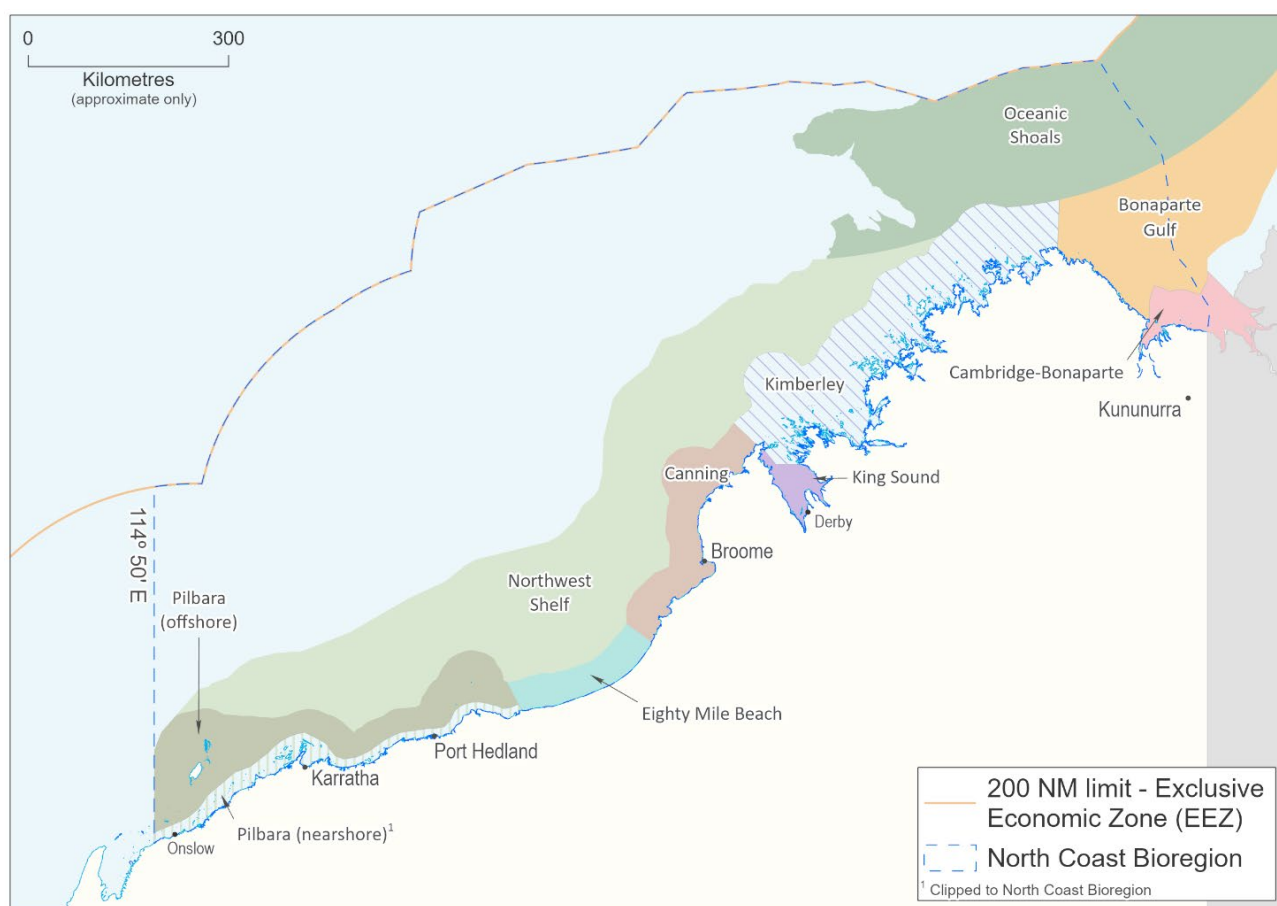 0 300
Kilometres
(approximate only)
Oceanic
Shoals
Bonaparte
Gulf
Cambridge-Bonaparte
Kimberley
Kununurra
Canning
King Sound
Derby
114º 50' E
Broome
Northwest
Shelf
Pilbara
(offshore)
Eighty Mile Beach
Port Hedland
Karratha
Pilbara (nearshore)¹
Onslow
200 NM limit - Exclusive
Economic Zone (EEZ)
North Coast Bioregion
¹ Clipped to North Coast Bioregion